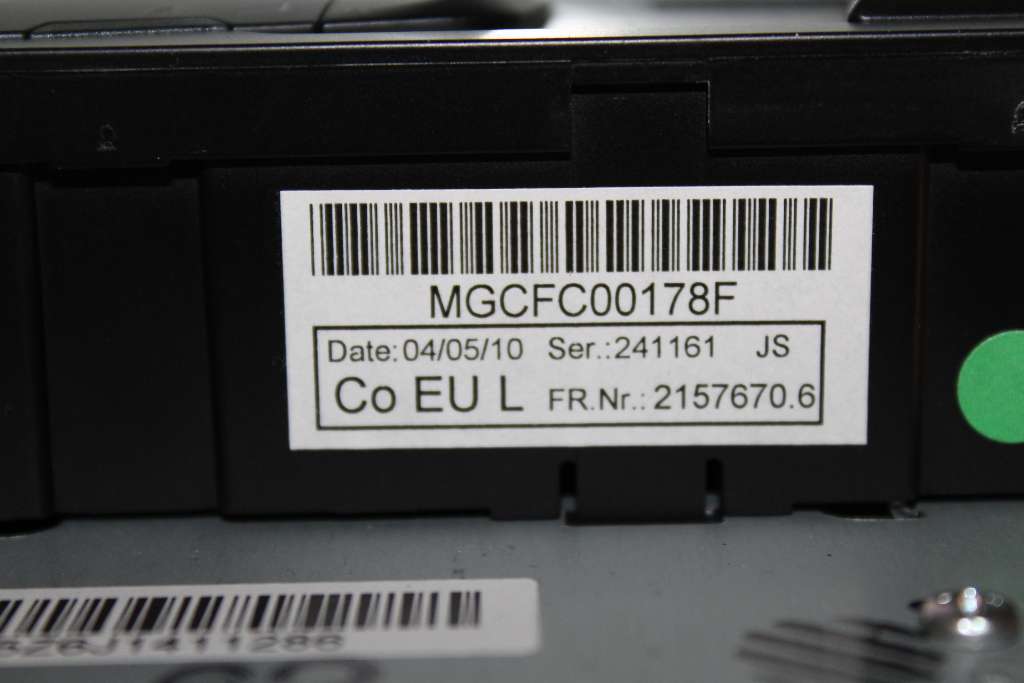 MGCFC00178F
Date: 04/05/10 Ser.:241161 JS
Co EU L FR.Nr.: 2157670.6